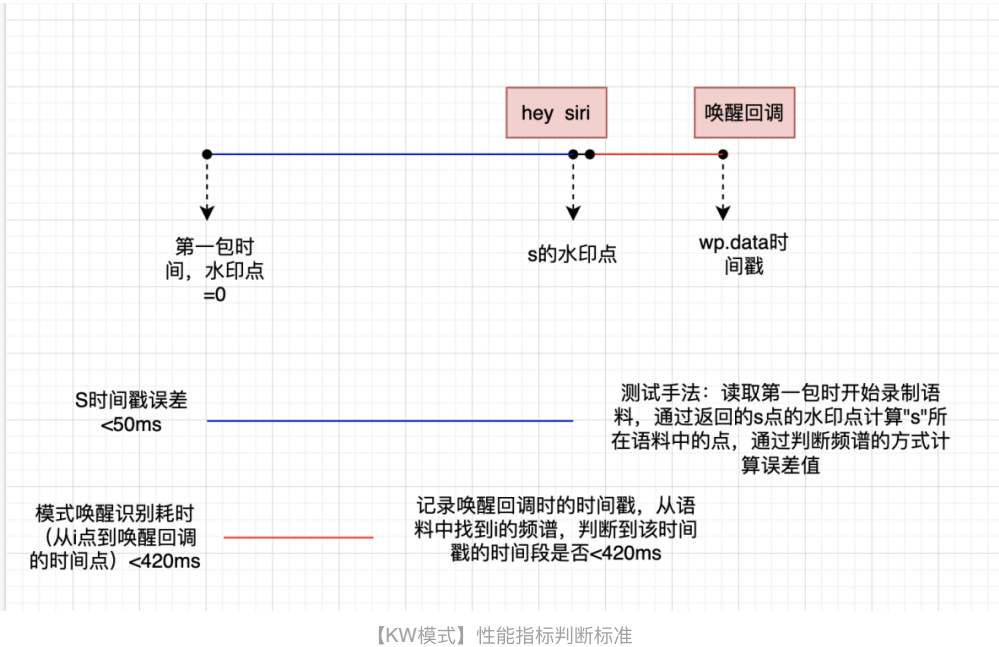 hey siri
唤醒回调
第一包时
间，水印点
=0
s的水印点
wp.data时
间戳
S时间戳误差
<50ms
测试手法：读取第一包时开始录制语
料，通过返回的s点的水印点计算"s"所
在语料中的点，通过判断频谱的方式计
算误差值
模式唤醒识别耗时
（从i点到唤醒回调
的时间点）<420ms
记录唤醒回调时的时间戳，从语
料中找到i的频谱，判断到该时间
戳的时间段是否<420ms
【KW模式】性能指标判断标准